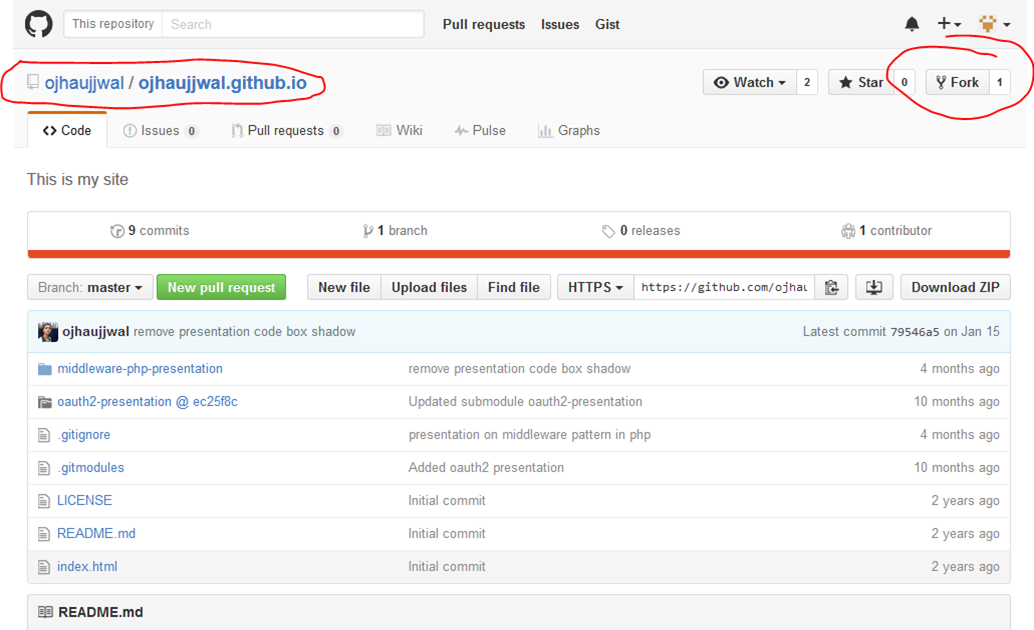 This repository Search Pull requests Issues Gist
ojhaujjwal / ojhaujjwal.github.io Watch 2 Star 0 Fork 1
Code Issues 0 Pull requests 0 Wiki Pulse Graphs
This is my site
9 commits 1 branch 0 releases 1 contributor
Branch: master New pull request New file Upload files Find file HTTPS https://github.com/ojhau Download ZIP
ojhaujjwal remove presentation code box shadow Latest commit 79546a5 on Jan 15
middleware-php-presentation remove presentation code box shadow 4 months ago
oauth2-presentation @ ec25f8c Updated submodule oauth2-presentation 10 months ago
.gitignore presentation on middleware pattern in php 4 months ago
.gitmodules Added oauth2 presentation 10 months ago
LICENSE Initial commit 2 years ago
README.md Initial commit 2 years ago
index.html Initial commit 2 years ago
README.md